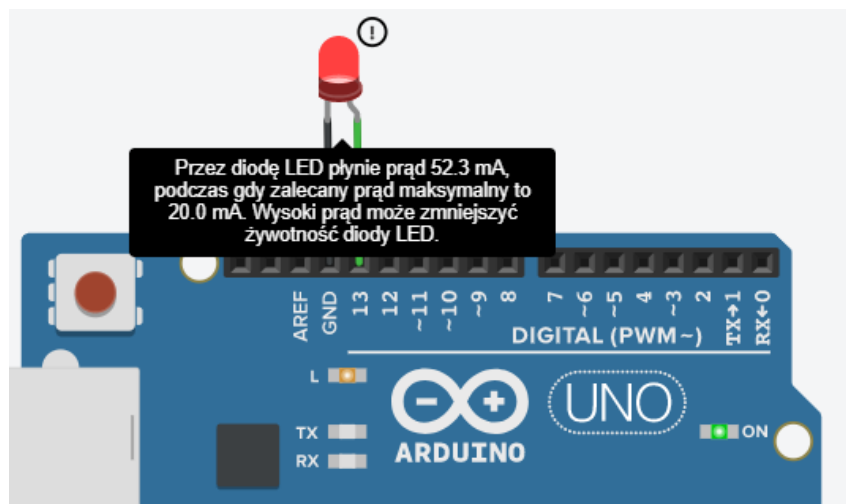 !
Przez diodę LED płynie prąd 52.3 mA,
podczas gdy zalecany prąd maksymalny to
20.0 mA. Wysoki prąd może zmniejszyć
żywotność diody LED.
AREF
GND
13
12
~11
~10
~9
8
7
~6
~5
4
~3
2
TX→1
RX←0
DIGITAL (PWM~)
L
TX
RX
ARDUINO
UNO
ON